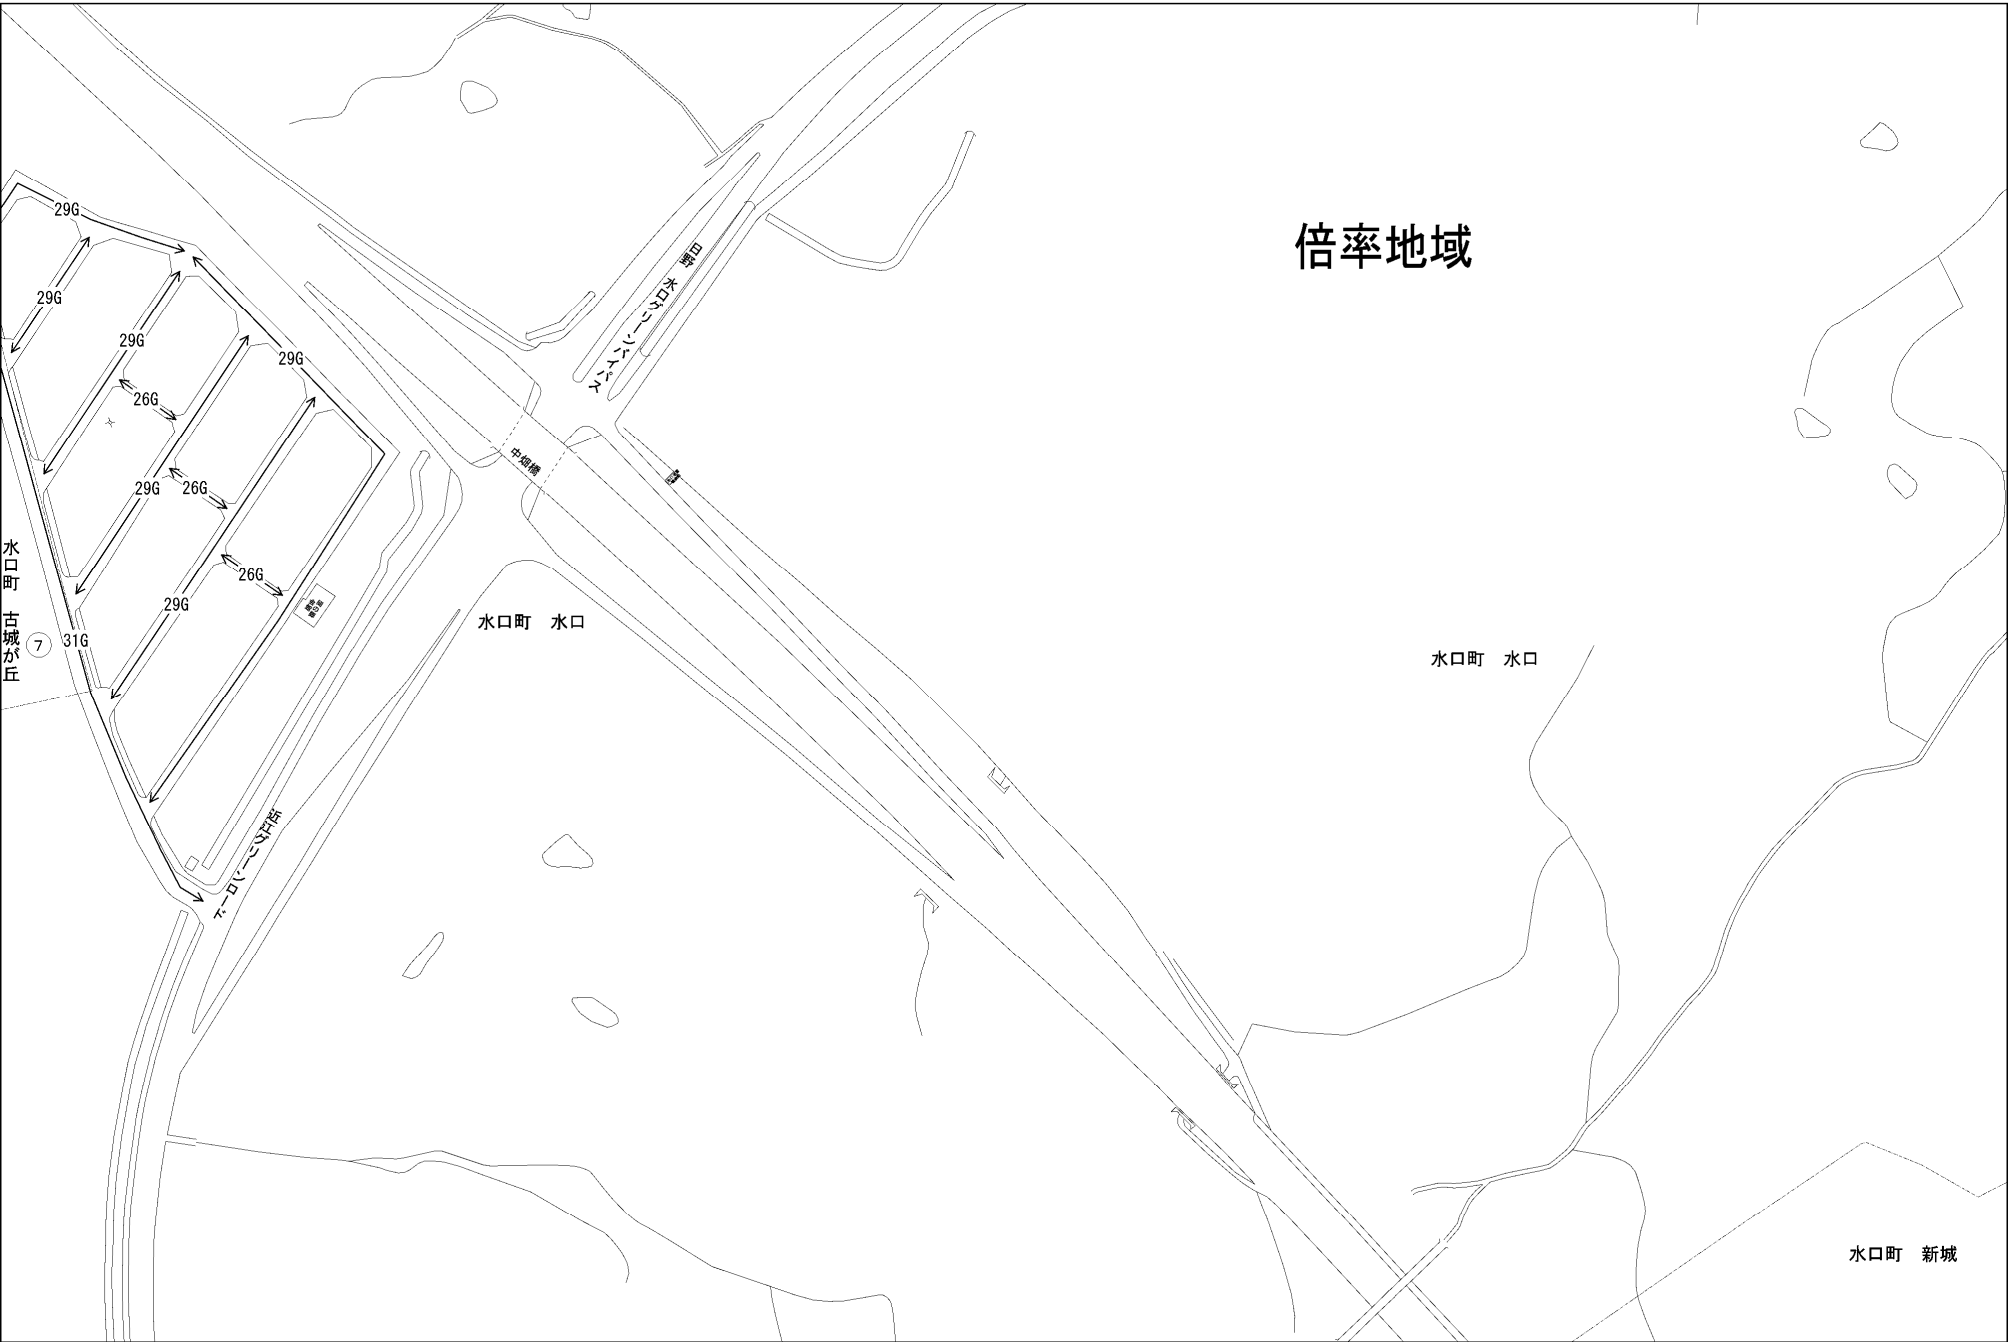 倍率地域
29G
29G
29G
29G
26G
29G
26G
26G
29G
31G
7
水口町 古城が丘
日野 水口グリーンバイパス
中畑橋
水口町 水口
水口町 水口
近江グリーンロード
水口町 新城